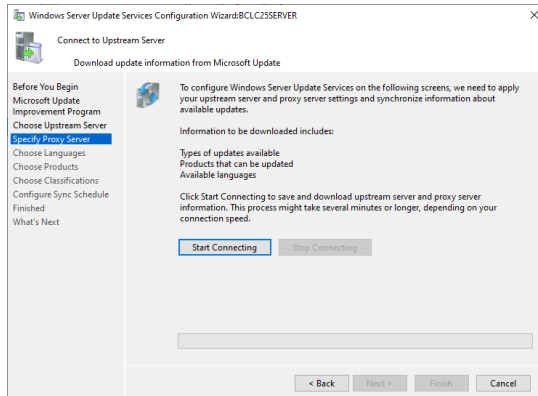 Windows Server Update Services Configuration Wizard:BCLC25SERVER
Connect to Upstream Server
Download update information from Microsoft Update
Before You Begin
Microsoft Update
Improvement Program
Choose Upstream Server
Specify Proxy Server
Choose Languages
Choose Products
Choose Classifications
Configure Sync Schedule
Finished
What's Next
To configure Windows Server Update Services on the following screens, we need to apply
your upstream server and proxy server settings and synchronize information about
available updates.
Information to be downloaded includes:
Types of updates available
Products that can be updated
Available languages
Click Start Connecting to save and download upstream server and proxy server
information. This process might take several minutes or longer, depending on your
connection speed.
Start Connecting
Stop Connecting
< Back
Next >
Finish
Cancel